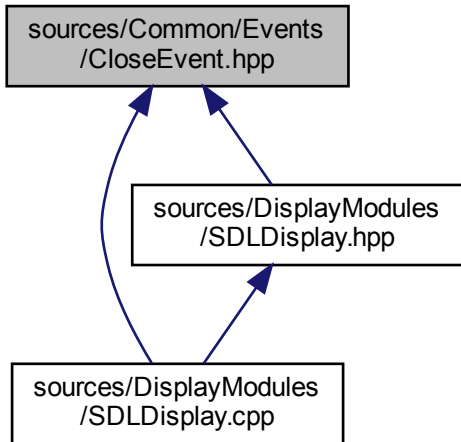 sources/Common/Events
/CloseEvent.hpp
sources/DisplayModules
/SDLDisplay.hpp
sources/DisplayModules
/SDLDisplay.cpp